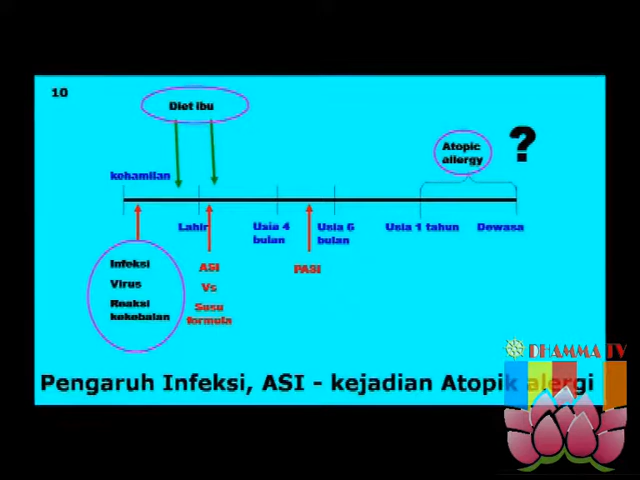 10
Diet ibu
Atopic
allergy
?
kehamilan
Lahir
Usia 4
bulan
Usia 6
bulan
Usia 1 tahun
Dewasa
Infeksi
Virus
Reaksi
kekebalan
ASI
Vs
Susu
formula
PASI
DHAMMA TV
Pengaruh Infeksi, ASI - kejadian Atopik alergi